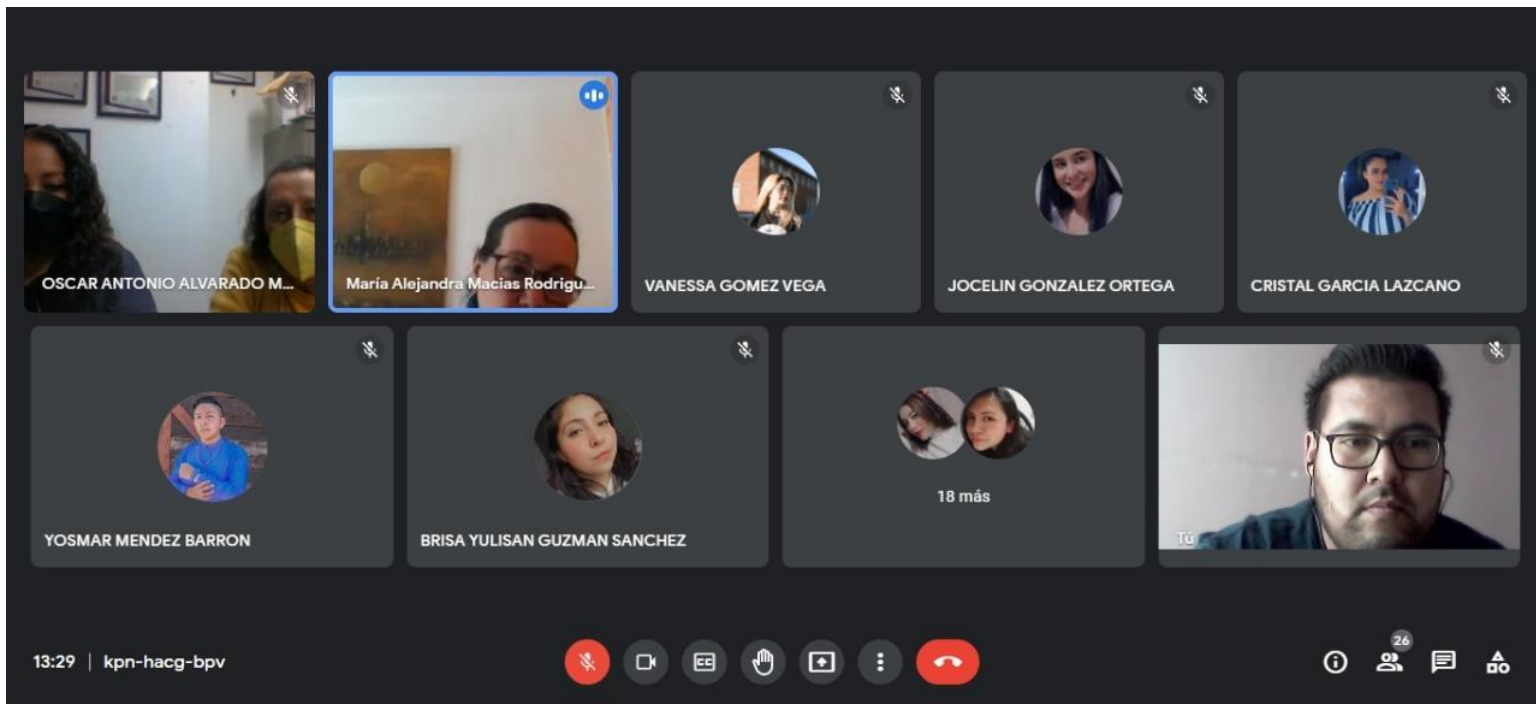 OSCAR ANTONIO ALVARADO M...
María Alejandra Macias Rodrigu...
VANESSA GOMEZ VEGA
JOCELIN GONZALEZ ORTEGA
CRISTAL GARCIA LAZCANO
YOSMAR MENDEZ BARRON
BRISA YULISAN GUZMAN SANCHEZ
18 más
Tú
13:29 | kpn-hacg-bpv
CC
26